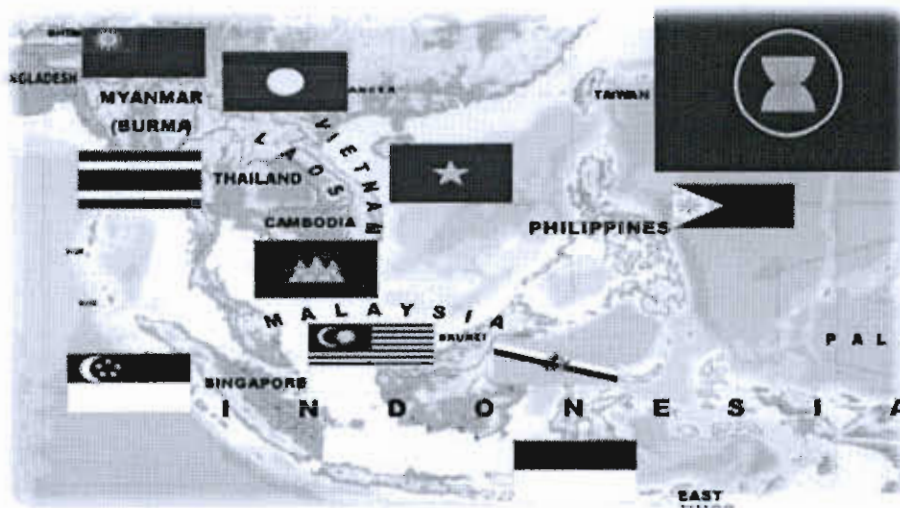 MYANMAR
(BURMA)
TAIWAN
THAILAND
LAOS
VIETNAM
CAMBODIA
PHILIPPINES
MALAYSIA
BRUNEI
SINGAPORE
PAL
INDONESIA
EAST